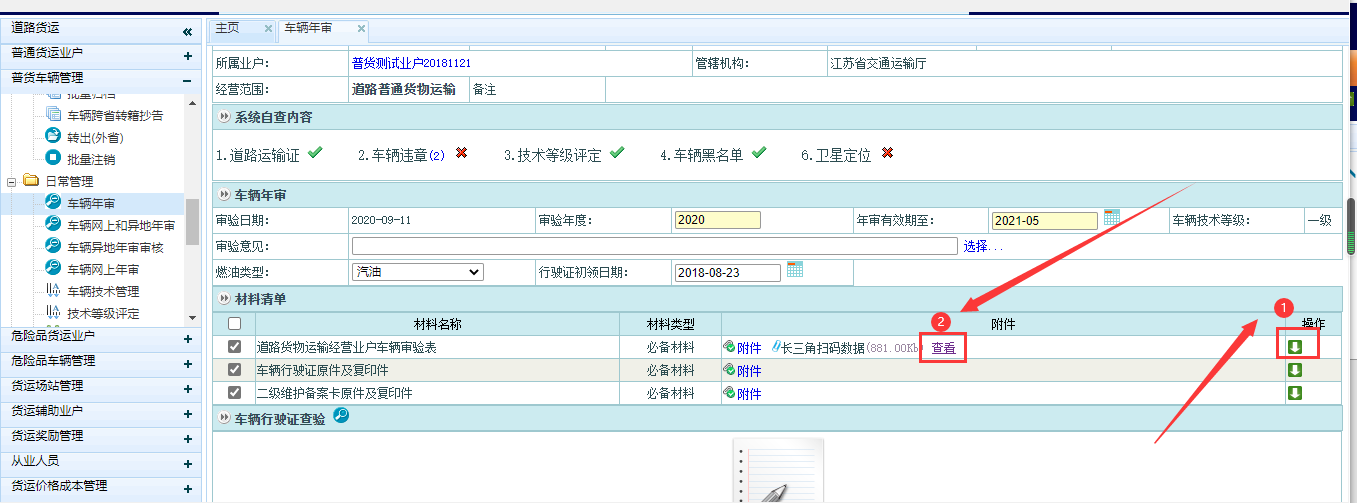 道路货运 «
主页 × 车辆年审 ×
普通货运业户 +
普货车辆管理 −
批量归档
车辆跨省转籍抄告
转出(外省)
批量注销
日常管理
车辆年审
车辆网上和异地年审
车辆异地年审审核
车辆网上年审
车辆技术管理
技术等级评定
危险品货运业户 +
危险品车辆管理 +
货运场站管理 +
货运辅助业户 +
货运奖励管理 +
从业人员 +
货运价格成本管理 +
所属业户: 普货测试业户20181121 管辖机构: 江苏省交通运输厅
经营范围: 道路普通货物运输 备注
系统自查内容
1.道路运输证 2.车辆违章(2) 3.技术等级评定 4.车辆黑名单 6.卫星定位
车辆年审
审验日期: 2020-09-11 审验年度: 2020 年审有效期至: 2021-05 车辆技术等级: 一级
审验意见: 选择...
燃油类型: 汽油 行驶证初领日期: 2018-08-23
材料清单
2 1
材料名称 材料类型 附件 操作
道路货物运输经营业户车辆审验表 必备材料 附件 长三角扫码数据(881.00Kb) 查看
车辆行驶证原件及复印件 必备材料 附件
二级维护备案卡原件及复印件 必备材料 附件
车辆行驶证查验